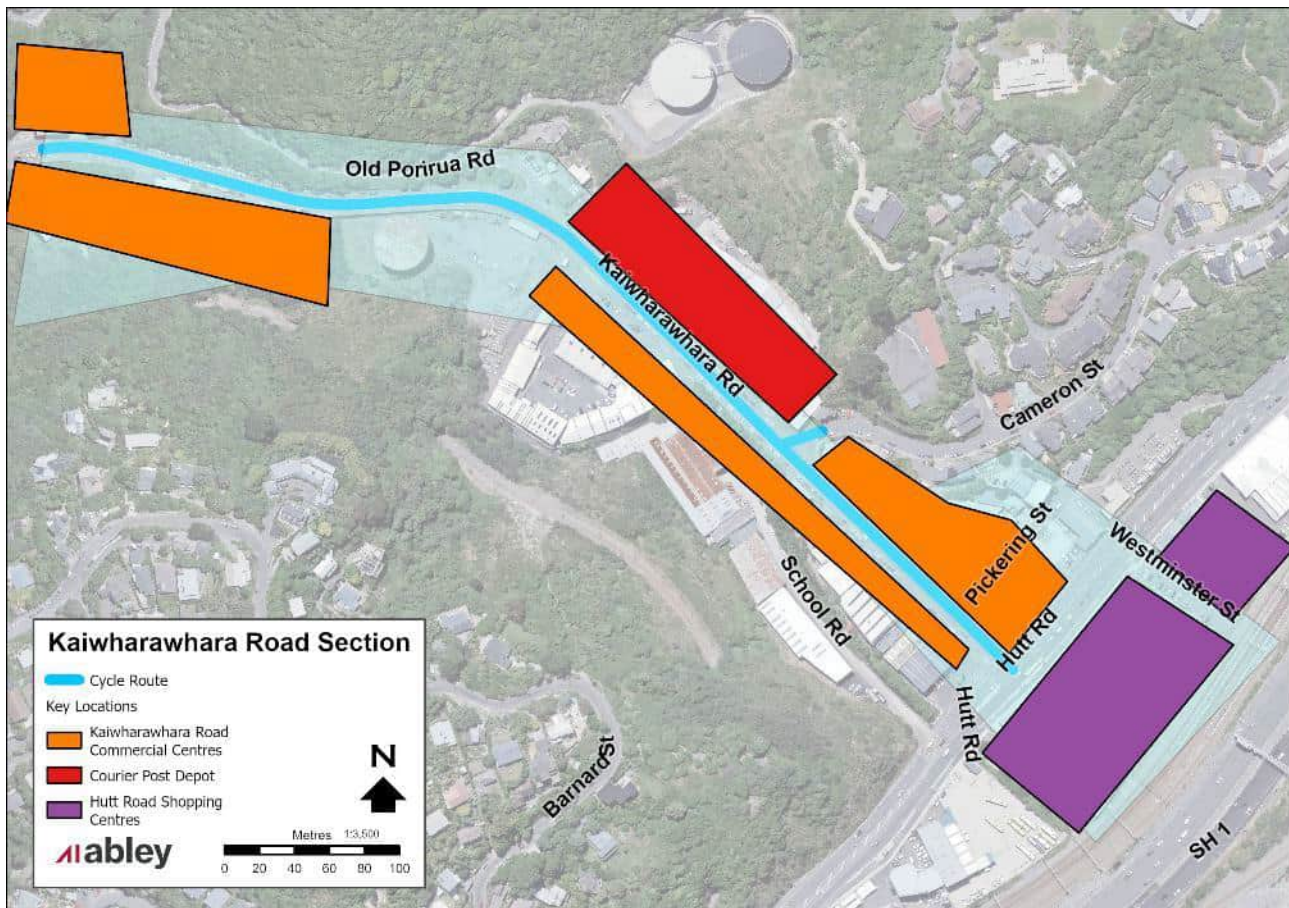 Old Porirua Rd
Kaiwharawhara Rd
Cameron St
Pickering St
Westminster St
School Rd
Hutt Rd
Hutt Rd
Barnard St
SH 1
Kaiwharawhara Road Section
Cycle Route
Key Locations
Kaiwharawhara Road
Commercial Centres
Courier Post Depot
Hutt Road Shopping
Centres
N
abley
Metres 1:3,500
0 20 40 60 80 100